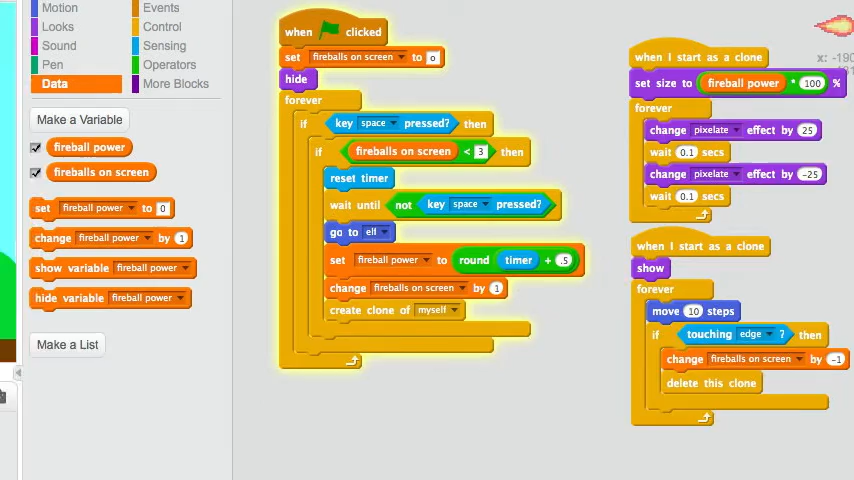 Motion
Events
Looks
Control
Sound
Sensing
Pen
Operators
Data
More Blocks
Make a Variable
fireball power
fireballs on screen
set fireball power to 0
change fireball power by 1
show variable fireball power
hide variable fireball power
Make a List
when clicked
set fireballs on screen to 0
hide
forever
if key space pressed? then
if fireballs on screen < 3 then
reset timer
wait until not key space pressed?
go to elf
set fireball power to round timer + .5
change fireballs on screen by 1
create clone of myself
x: -190
when I start as a clone
set size to fireball power * 100 %
forever
change pixelate effect by 25
wait 0.1 secs
change pixelate effect by -25
wait 0.1 secs
when I start as a clone
show
forever
move 10 steps
if touching edge ? then
change fireballs on screen by -1
delete this clone